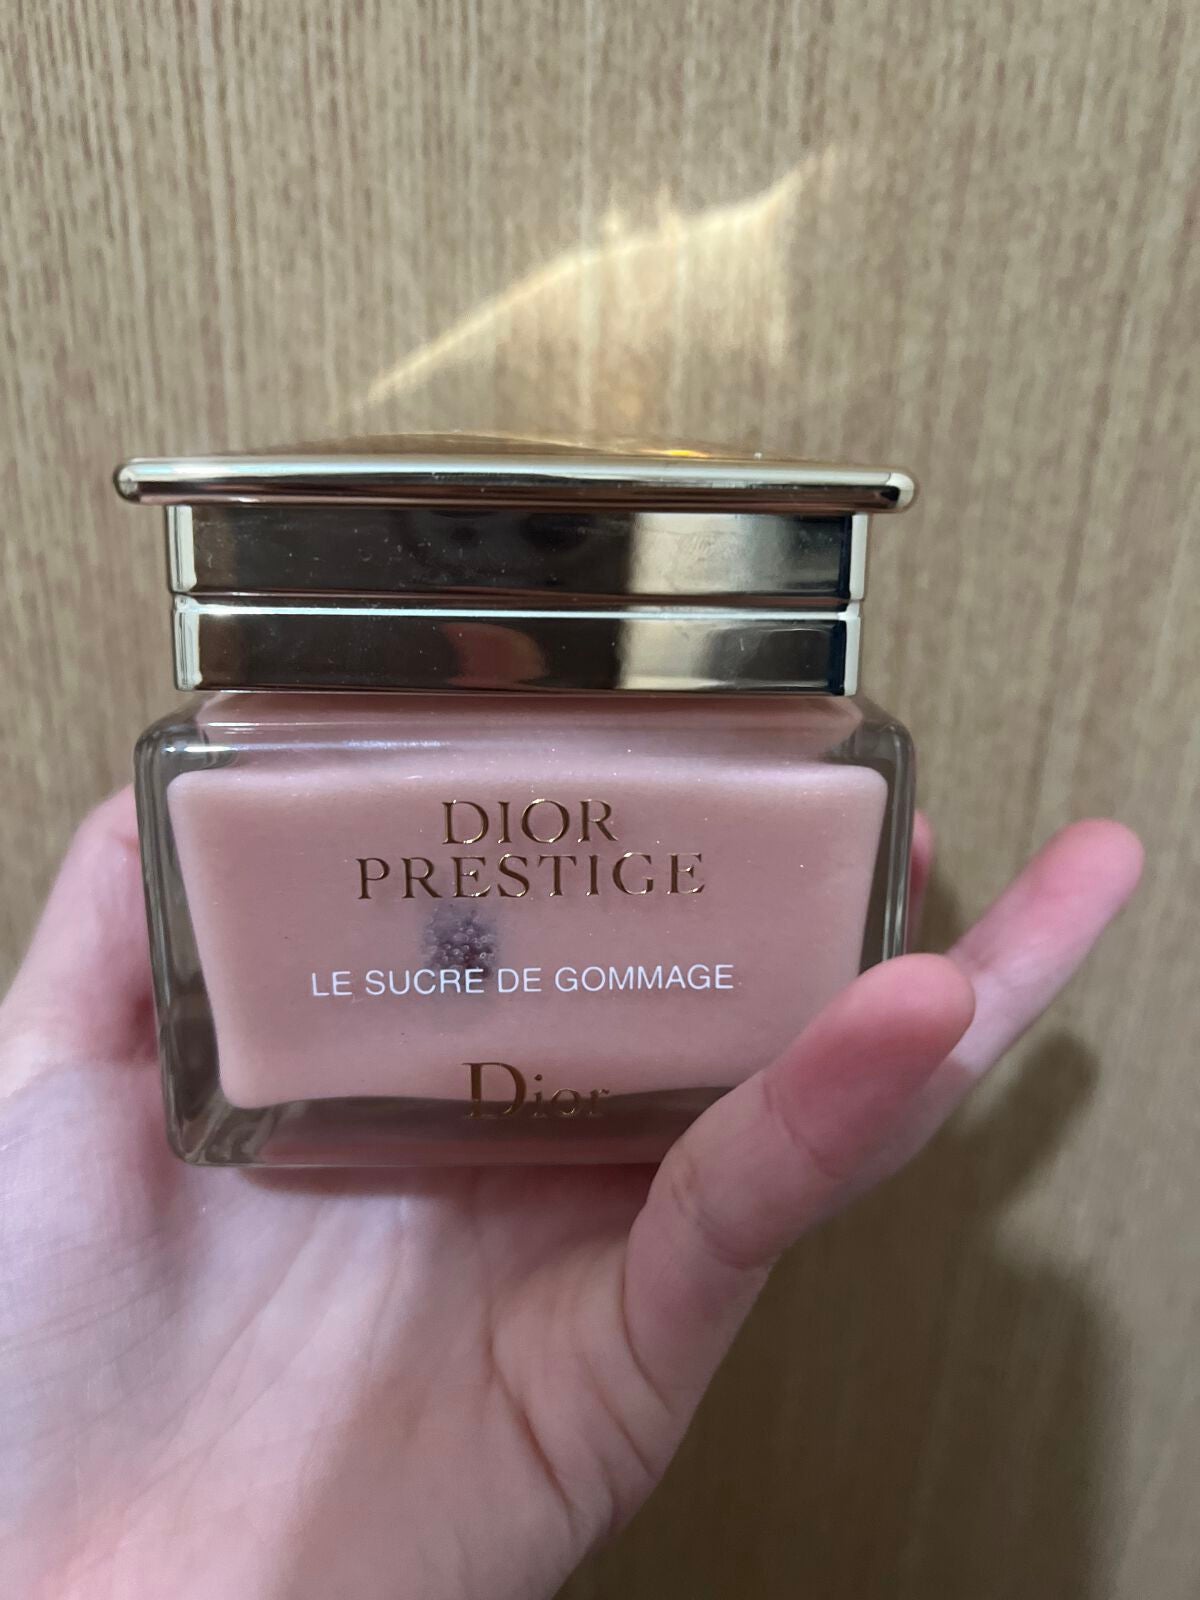 DIOR
PRESTIGE
LE SUCRE DE GOMMAGE
Dior